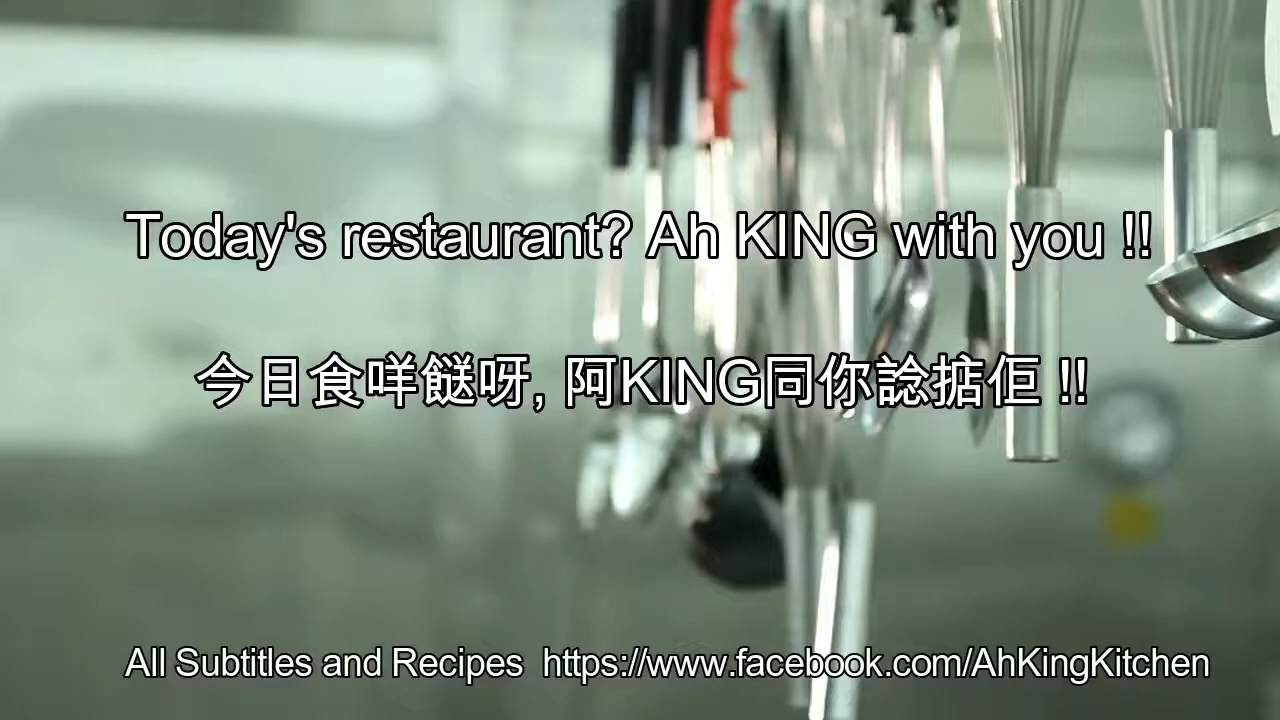 Today's restaurant? Ah KING with you !!
今日食咩餸呀, 阿KING同你諗掂佢 !!
All Subtitles and Recipes https://www.facebook.com/AhKingKitchen